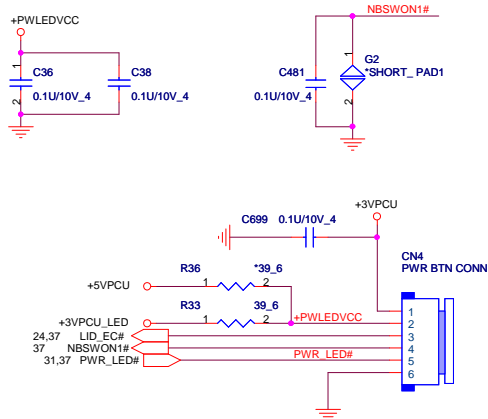 NBSWON1#
+PWLEDVCC
1 C36 C38
2 0.1U/10V_4 0.1U/10V_4
1 G2
C481 *SHORT_ PAD1
0.1U/10V_4 2
+3VPCU
C699 0.1U/10V_4
CN4
PWR BTN CONN
R36 *39_6
+5VPCU 1 2
R33 39_6
+3VPCU_LED 1 2 +PWLEDVCC
24,37 LID_EC#
37 NBSWON1#
31,37 PWR_LED# PWR_LED#
1
2
3
4
5
6